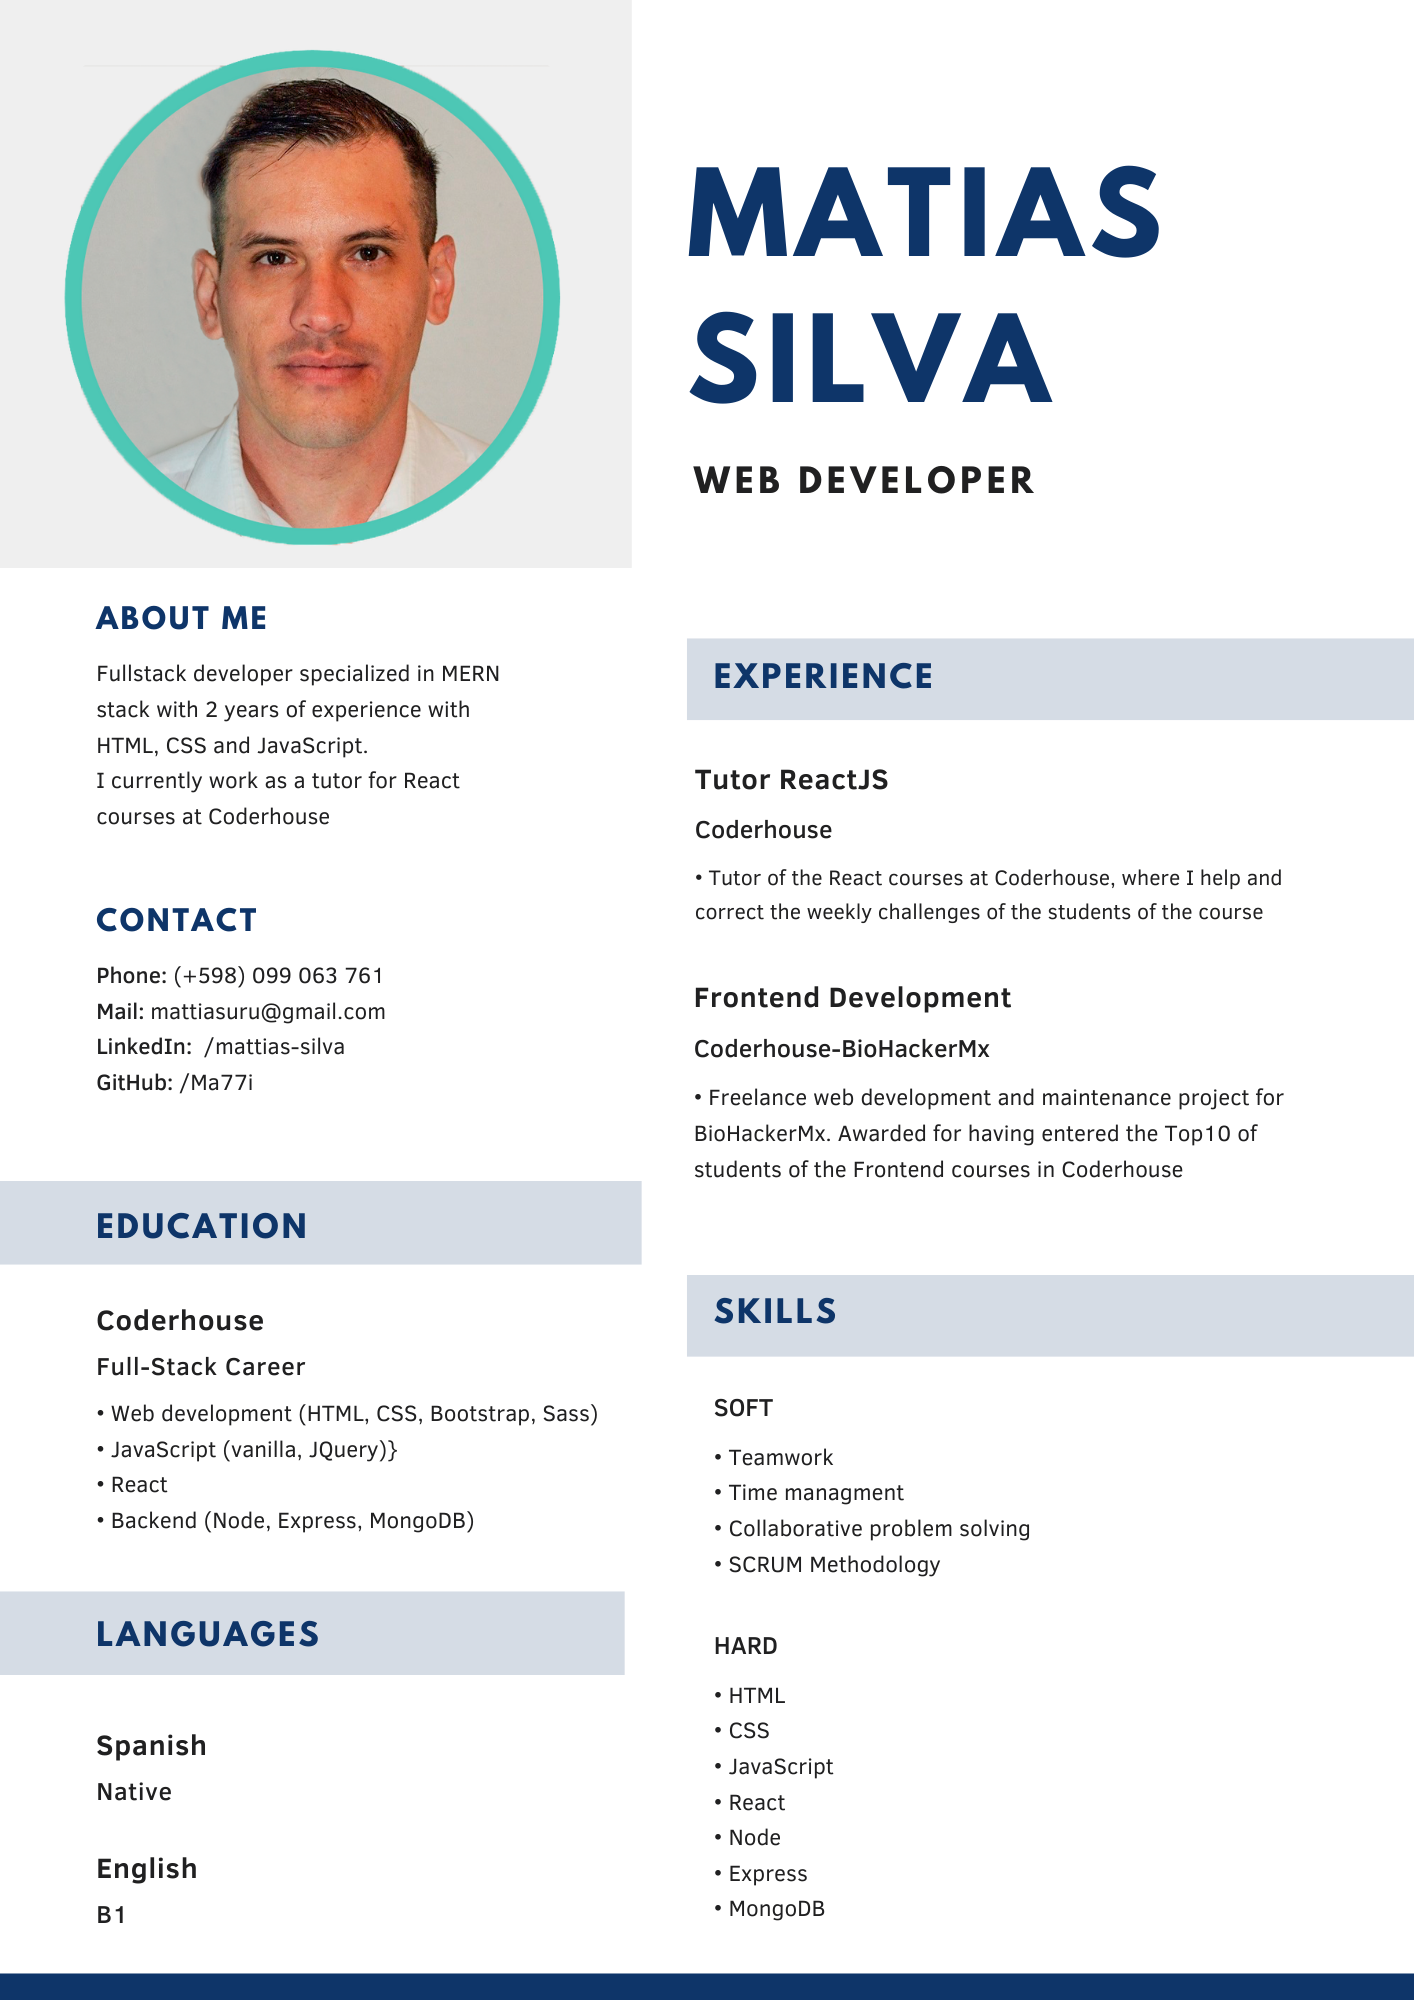 MATIAS
SILVA
WEB DEVELOPER
ABOUT ME
Fullstack developer specialized in MERN
stack with 2 years of experience with
HTML, CSS and JavaScript.
I currently work as a tutor for React
courses at Coderhouse
CONTACT
Phone: (+598) 099 063 761
Mail: mattiasuru@gmail.com
LinkedIn: /mattias-silva
GitHub: /Ma77i
EDUCATION
Coderhouse
Full-Stack Career
• Web development (HTML, CSS, Bootstrap, Sass)
• JavaScript (vanilla, JQuery)}
• React
• Backend (Node, Express, MongoDB)
LANGUAGES
Spanish
Native
English
B1
EXPERIENCE
Tutor ReactJS
Coderhouse
• Tutor of the React courses at Coderhouse, where I help and
correct the weekly challenges of the students of the course
Frontend Development
Coderhouse-BioHackerMx
• Freelance web development and maintenance project for
BioHackerMx. Awarded for having entered the Top10 of
students of the Frontend courses in Coderhouse
SKILLS
SOFT
• Teamwork
• Time managment
• Collaborative problem solving
• SCRUM Methodology
HARD
• HTML
• CSS
• JavaScript
• React
• Node
• Express
• MongoDB